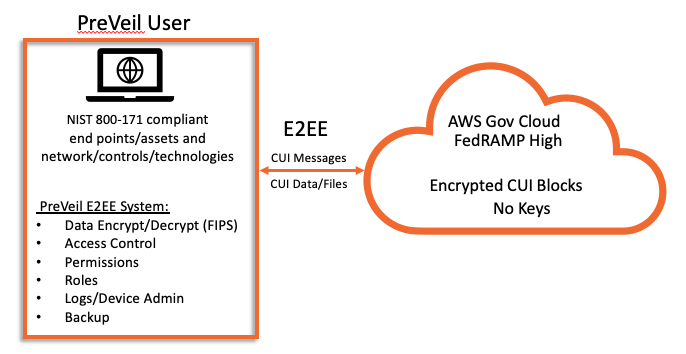 PreVeil User
NIST 800-171 compliant
end points/assets and
network/controls/technologies
PreVeil E2EE System:
• Data Encrypt/Decrypt (FIPS)
• Access Control
• Permissions
• Roles
• Logs/Device Admin
• Backup
E2EE
CUI Messages
CUI Data/Files
AWS Gov Cloud
FedRAMP High
Encrypted CUI Blocks
No Keys